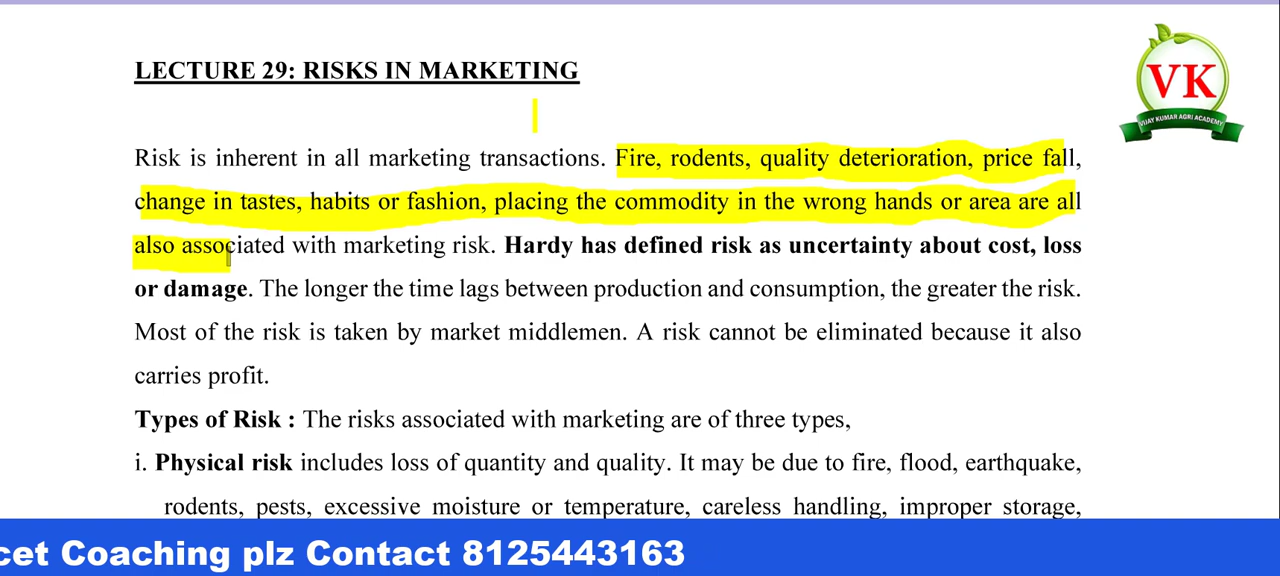 LECTURE 29: RISKS IN MARKETING
VK
VIJAY KUMAR AGRI ACADEMY
Risk is inherent in all marketing transactions. Fire, rodents, quality deterioration, price fall,
change in tastes, habits or fashion, placing the commodity in the wrong hands or area are all
also associated with marketing risk. Hardy has defined risk as uncertainty about cost, loss
or damage. The longer the time lags between production and consumption, the greater the risk.
Most of the risk is taken by market middlemen. A risk cannot be eliminated because it also
carries profit.
Types of Risk : The risks associated with marketing are of three types,
i. Physical risk includes loss of quantity and quality. It may be due to fire, flood, earthquake,
rodents, pests, excessive moisture or temperature, careless handling, improper storage,
cet Coaching plz Contact 8125443163